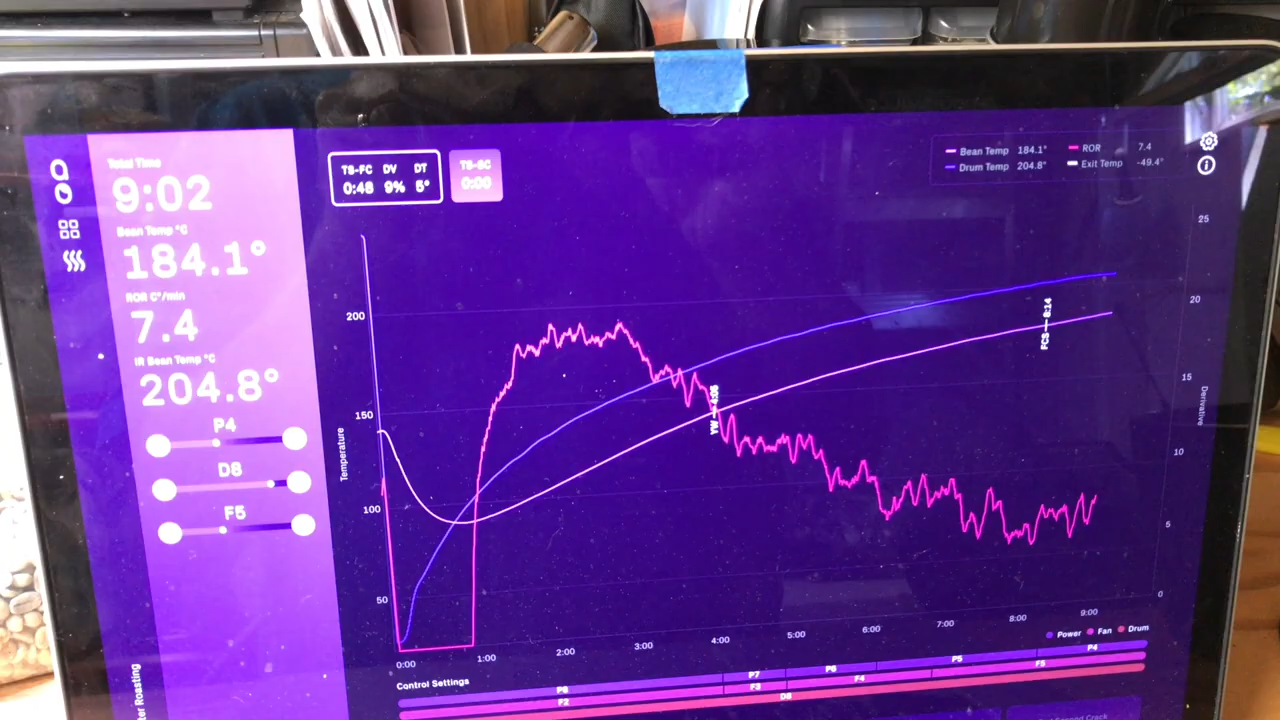 Total Time
9:02
Bean Temp °C
184.1°
ROR C°/min
7.4
IR Bean Temp °C
204.8°
P4
D8
F5
TS-FC DV DT
0:48 9% 5°
TS-SC
0:00
Bean Temp 184.1° ROR 7.4
Drum Temp 204.8° Exit Temp -49.4°
25
200
20
FCS — 8:14
150
15
YW — 4:06
Temperature
Derivative
100
10
5
50
0
0:00 1:00 2:00 3:00 4:00 5:00 6:00 7:00 8:00 9:00
Power Fan Drum
Control Settings
P8 P7 P6 P5 P4
F2 F3 F4 F5
D8
Roasting
Second Crack